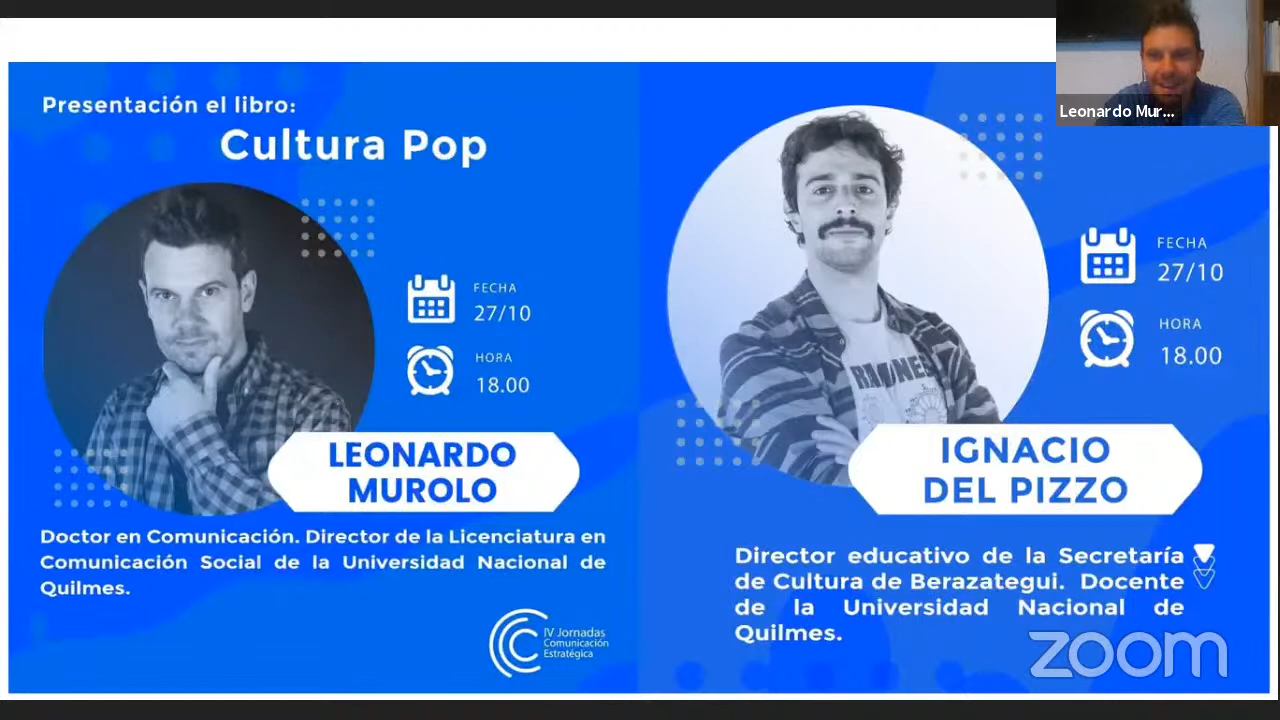 Presentación el libro:
Cultura Pop
FECHA
27/10
HORA
18.00
LEONARDO
MUROLO
Doctor en Comunicación. Director de la Licenciatura en
Comunicación Social de la Universidad Nacional de
Quilmes.
IV Jornadas
Comunicación
Estratégica
Leonardo Mur...
FECHA
27/10
HORA
18.00
RAMONES
IGNACIO
DEL PIZZO
Director educativo de la Secretaría
de Cultura de Berazategui. Docente
de la Universidad Nacional de
Quilmes.
zoom